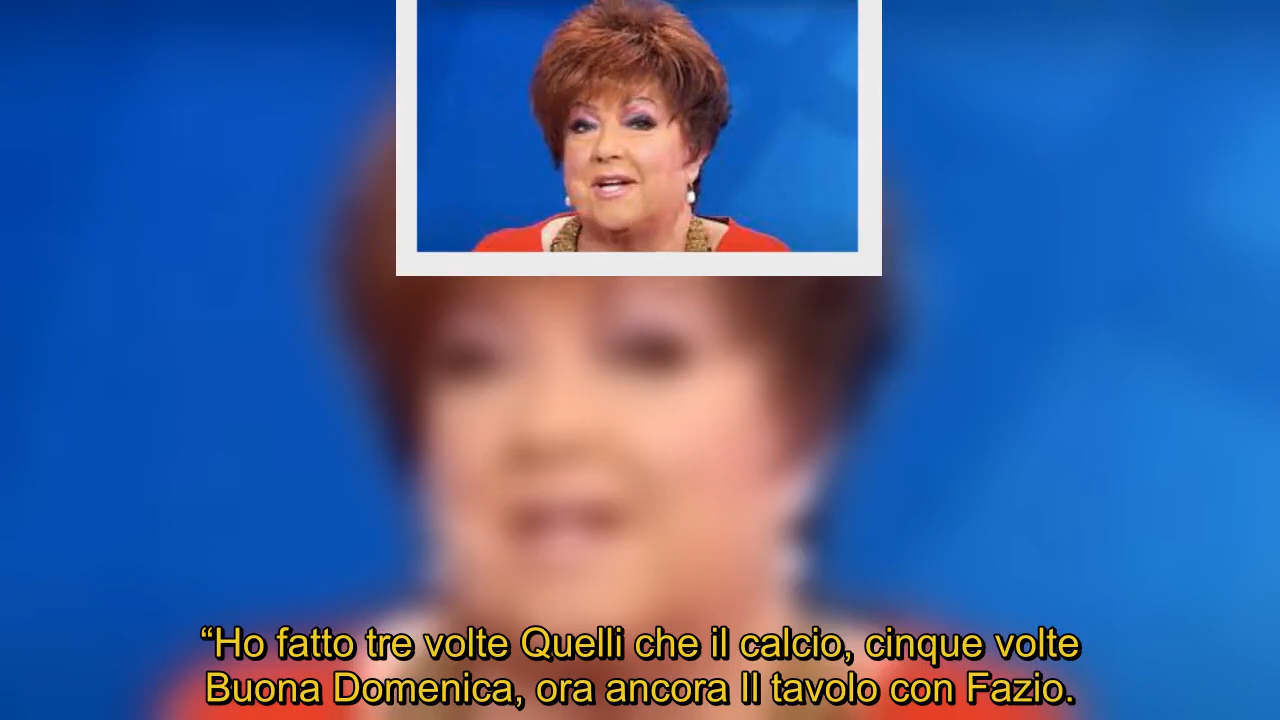 “Ho fatto tre volte Quelli che il calcio, cinque volte
Buona Domenica, ora ancora Il tavolo con Fazio.